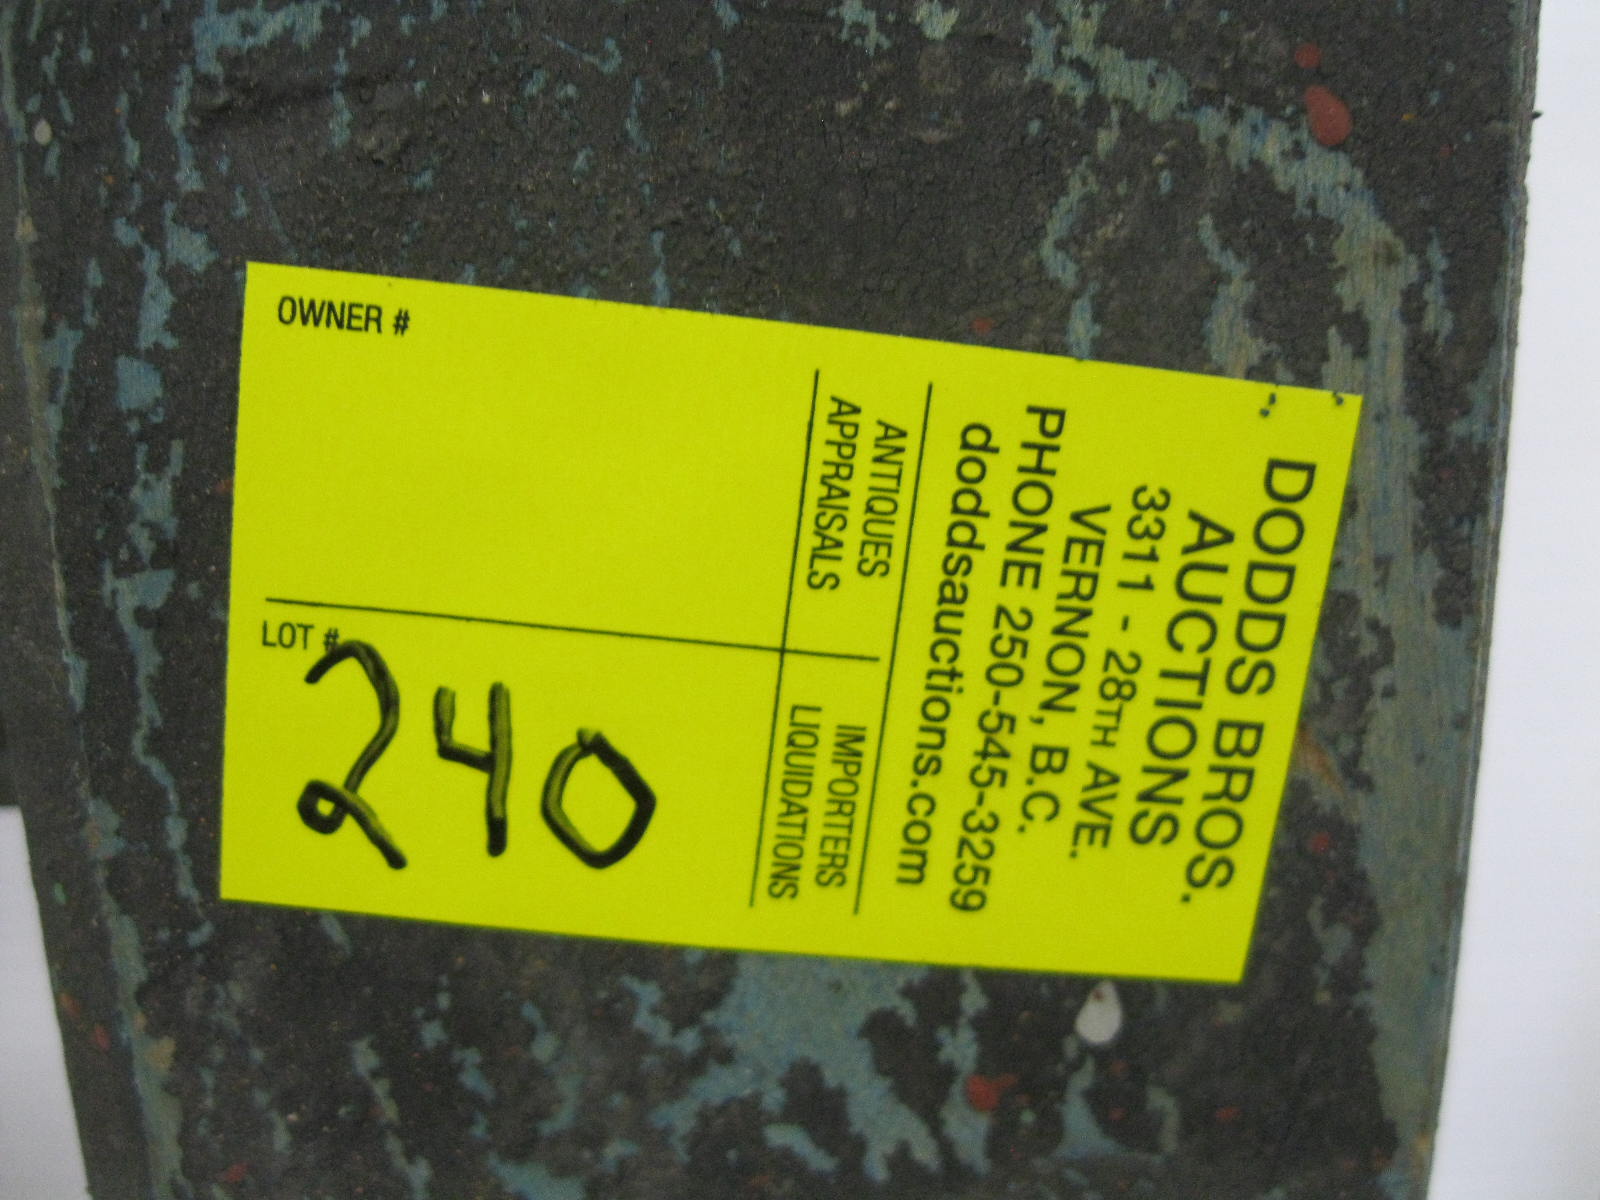 DODDS BROS.
AUCTIONS
3311 - 28TH AVE.
VERNON, B.C.
PHONE 250-545-3259
doddsauctions.com
ANTIQUES
APPRAISALS
IMPORTERS
LIQUIDATIONS
OWNER #
LOT #
240